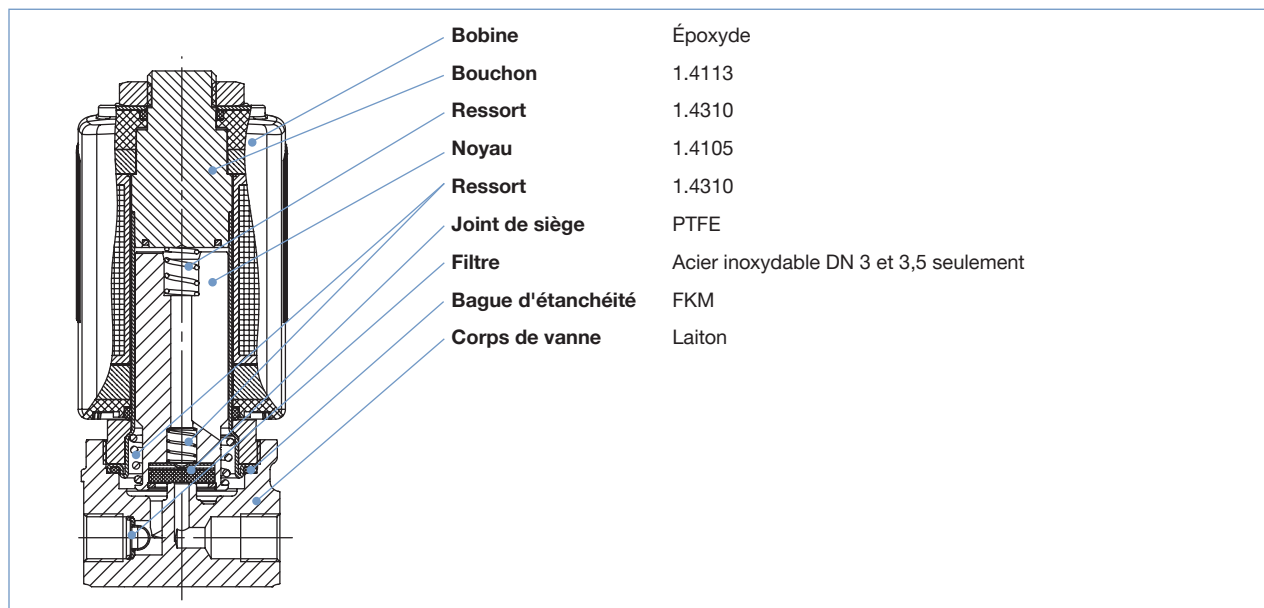 Bobine Époxyde
Bouchon 1.4113
Ressort 1.4310
Noyau 1.4105
Ressort 1.4310
Joint de siège PTFE
Filtre Acier inoxydable DN 3 et 3,5 seulement
Bague d'étanchéité FKM
Corps de vanne Laiton